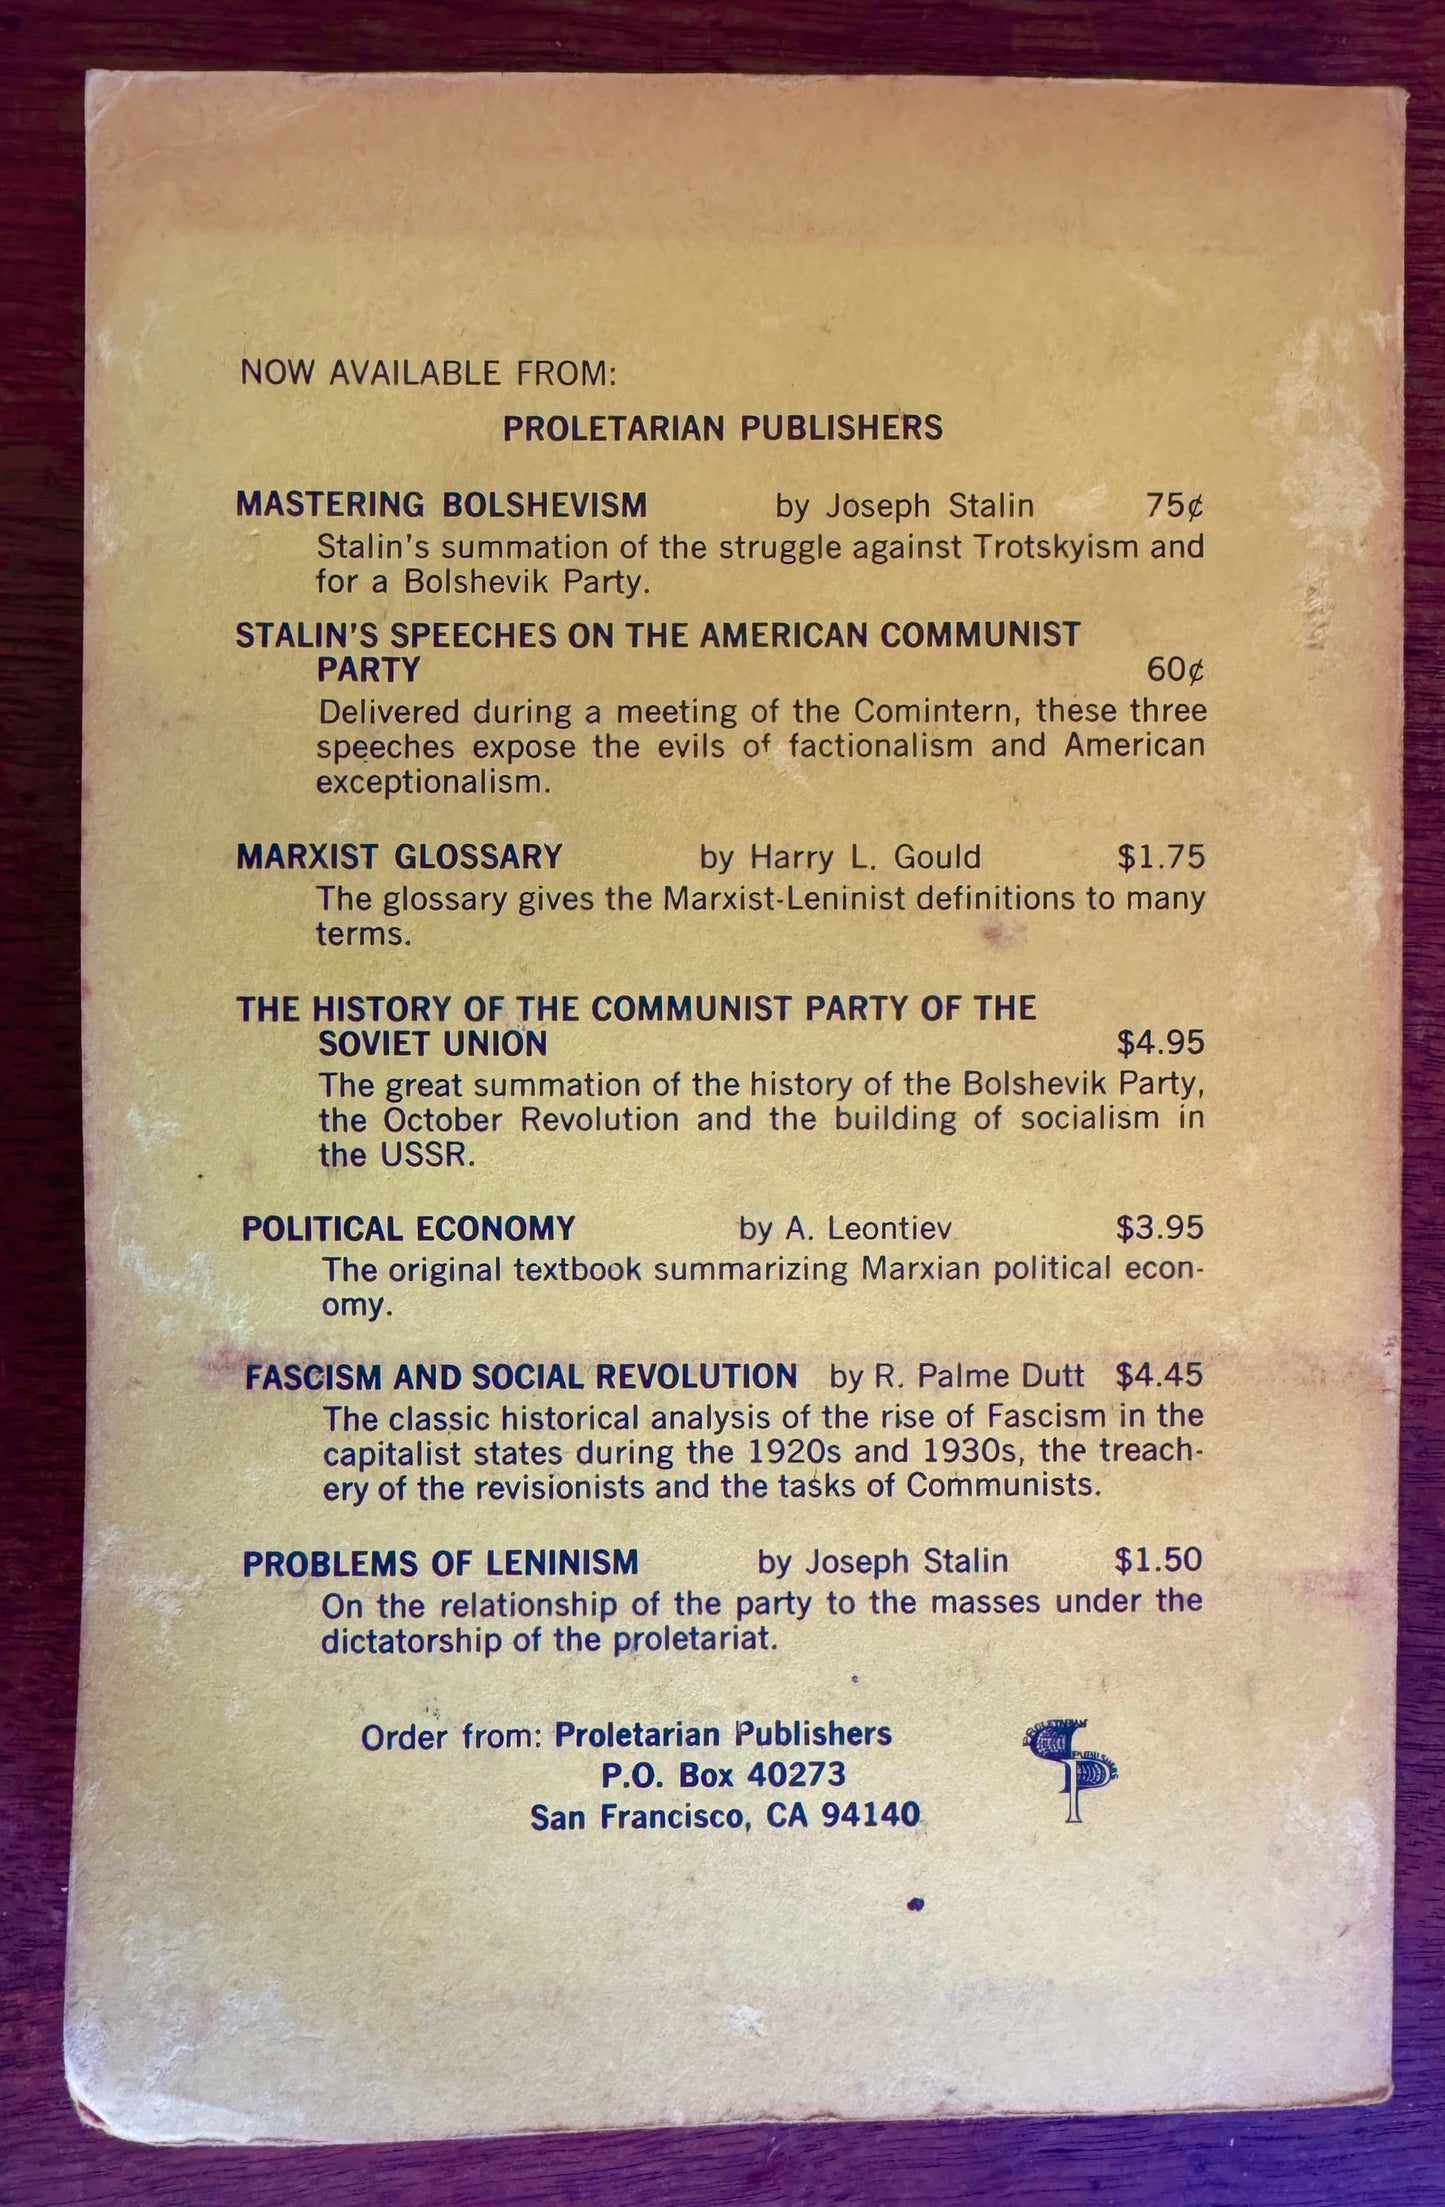 NOW AVAILABLE FROM:
PROLETARIAN PUBLISHERS
MASTERING BOLSHEVISM by Joseph Stalin 75¢
Stalin's summation of the struggle against Trotskyism and
for a Bolshevik Party.
STALIN'S SPEECHES ON THE AMERICAN COMMUNIST
PARTY 60¢
Delivered during a meeting of the Comintern, these three
speeches expose the evils of factionalism and American
exceptionalism.
MARXIST GLOSSARY by Harry L. Gould $1.75
The glossary gives the Marxist-Leninist definitions to many
terms.
THE HISTORY OF THE COMMUNIST PARTY OF THE
SOVIET UNION $4.95
The great summation of the history of the Bolshevik Party,
the October Revolution and the building of socialism in
the USSR.
POLITICAL ECONOMY by A. Leontiev $3.95
The original textbook summarizing Marxian political econ-
omy.
FASCISM AND SOCIAL REVOLUTION by R. Palme Dutt $4.45
The classic historical analysis of the rise of Fascism in the
capitalist states during the 1920s and 1930s, the treach-
ery of the revisionists and the tasks of Communists.
PROBLEMS OF LENINISM by Joseph Stalin $1.50
On the relationship of the party to the masses under the
dictatorship of the proletariat.
Order from: Proletarian Publishers
P.O. Box 40273
San Francisco, CA 94140
PROLETARIAN
PUBLISHERS